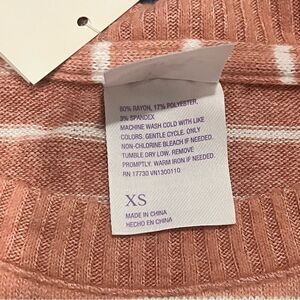 80% RAYON, 17% POLYESTER,
3% SPANDEX
MACHINE WASH COLD WITH LIKE
COLORS, GENTLE CYCLE. ONLY
NON-CHLORINE BLEACH IF NEEDED.
TUMBLE DRY LOW. REMOVE
PROMPTLY. WARM IRON IF NEEDED.
RN 17730 VN1300110
XS
MADE IN CHINA
HECHO EN CHINA